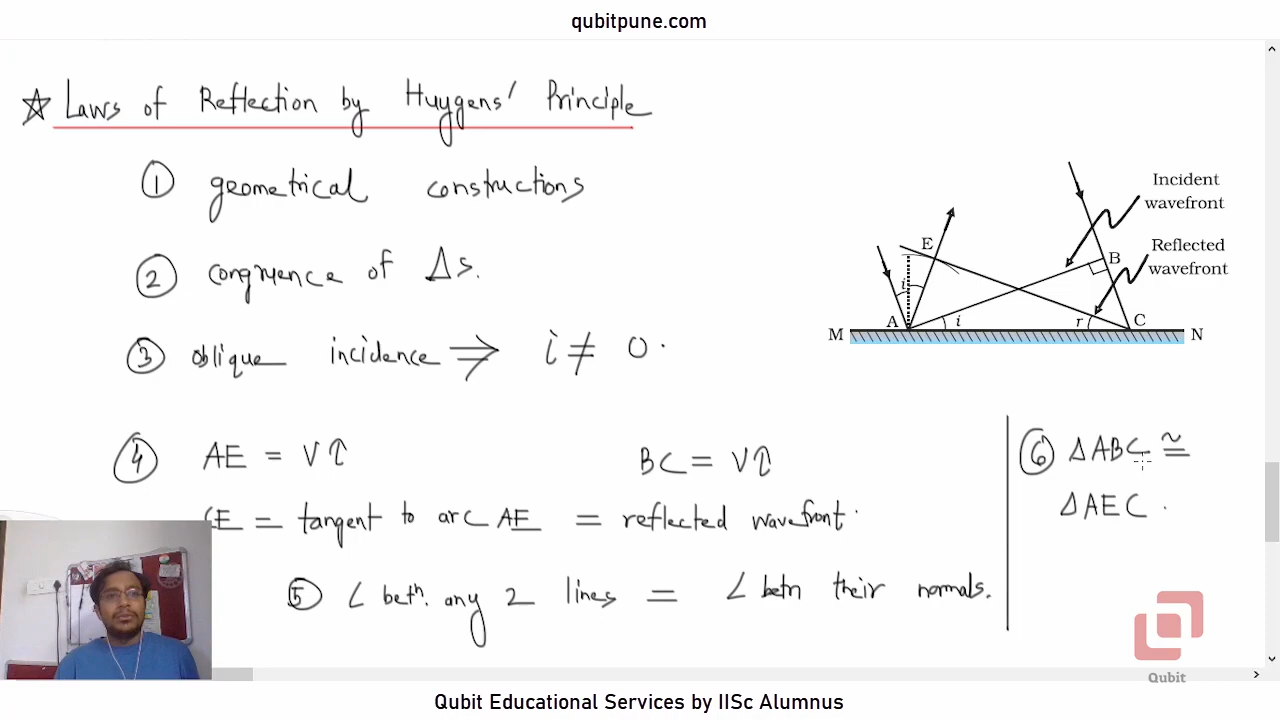 qubitpune.com
☆ Laws of Reflection by Huygens' Principle
① geometrical constructions
② congruence of Δs.
③ oblique incidence ⟹ i ≠ 0.
④ AE = vτ BC = vτ
CE = tangent to arc AE = reflected wavefront.
⑤ ∠ betn. any 2 lines = ∠ betn their normals.
Incident
wavefront
Reflected
wavefront
E
B
i
A
i
r
C
M
N
⑥ ΔABC ≅
ΔAEC.
Qubit
Qubit Educational Services by IISc Alumnus